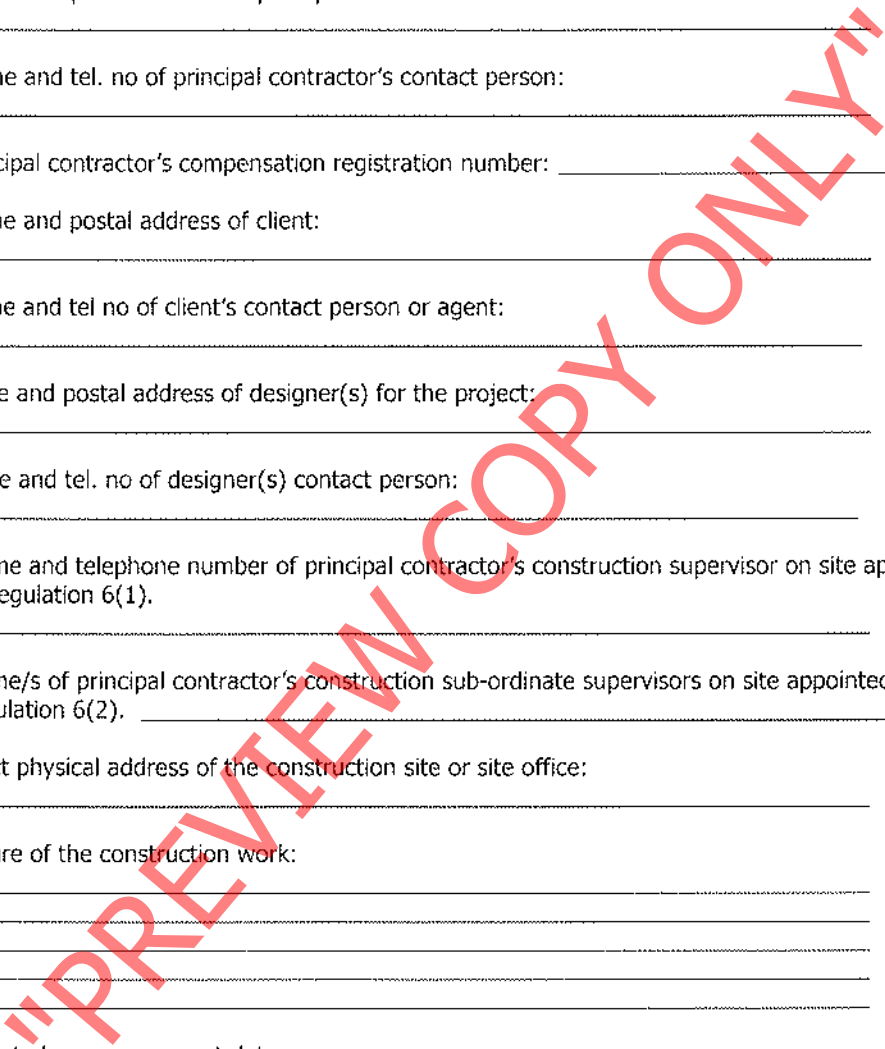 ne and tel. no of principal contractor's contact person:
cipal contractor's compensation registration number:
ne and postal address of client:
ne and tel no of client's contact person or agent:
e and postal address of designer(s) for the project:
e and tel. no of designer(s) contact person:
ne and telephone number of principal contractor's construction supervisor on site ap
egulation 6(1).
ne/s of principal contractor's construction sub-ordinate supervisors on site appointed
ulation 6(2).
t physical address of the construction site or site office:
ire of the construction work:
"PREVIEW COPY ONLY"